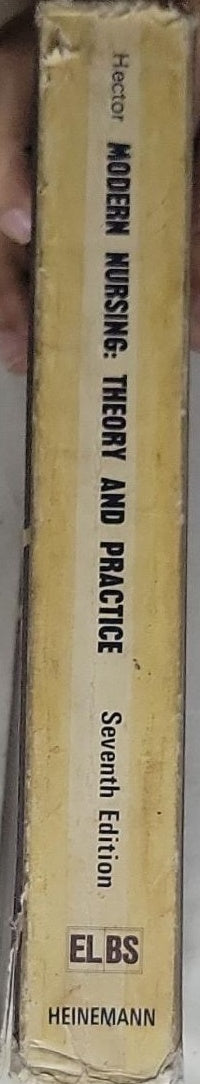 Hector MODERN NURSING: THEORY AND PRACTICE Seventh Edition
ELBS
HEINEMANN